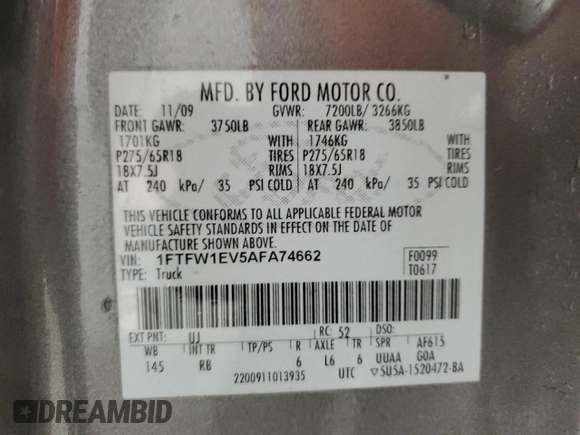 MFD. BY FORD MOTOR CO.
DATE: 11/09 GVWR: 7200LB/ 3266KG
FRONT GAWR: 3750LB REAR GAWR: 3850LB
1701KG WITH 1746KG WITH
P275/65R18 TIRES P275/65R18 TIRES
18X7.5J RIMS 18X7.5J RIMS
AT 240 kPa/ 35 PSI COLD AT 240 kPa/ 35 PSI COLD
THIS VEHICLE CONFORMS TO ALL APPLICABLE FEDERAL MOTOR
VEHICLE SAFETY STANDARDS IN EFFECT ON THE DATE OF
MANUFACTURE SHOWN ABOVE.
VIN: 1FTFW1EV5AFA74662 F0099
TYPE: Truck T0617
EXT PNT: UJ RC: 52 DSO:
WB INT TR TP/PS R AXLE TR SPR AF615
145 RB 6 L6 6 UUAA G0A
2200911013935 UTC 5U5A-1520472-BA
DREAMBID DREAMBID.COM